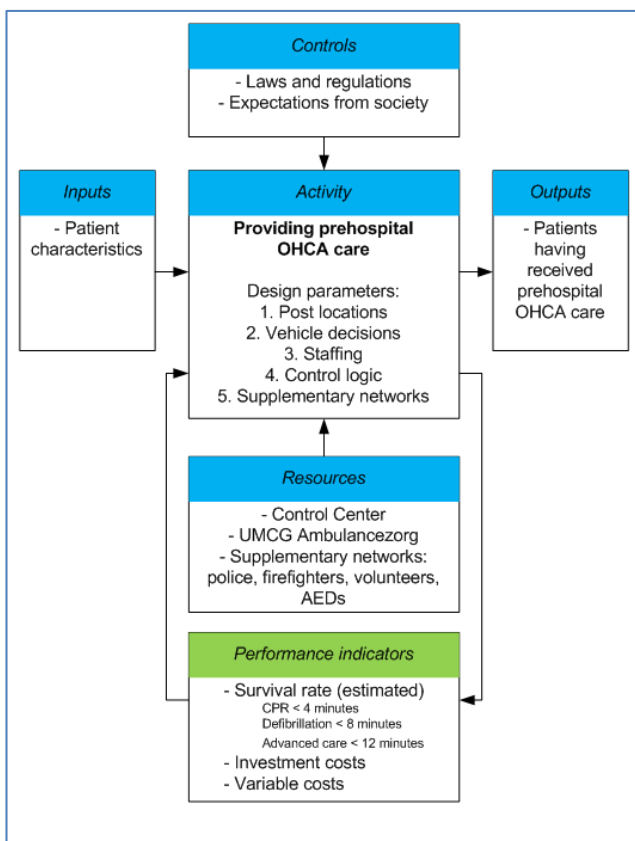 Controls
- Laws and regulations
- Expectations from society
Inputs
- Patient
characteristics
Activity
Providing prehospital
OHCA care
Design parameters:
1. Post locations
2. Vehicle decisions
3. Staffing
4. Control logic
5. Supplementary networks
Outputs
- Patients
having
received
prehospital
OHCA care
Resources
- Control Center
- UMCG Ambulancezorg
- Supplementary networks:
police, firefighters, volunteers,
AEDs
Performance indicators
- Survival rate (estimated)
CPR < 4 minutes
Defibrillation < 8 minutes
Advanced care < 12 minutes
- Investment costs
- Variable costs